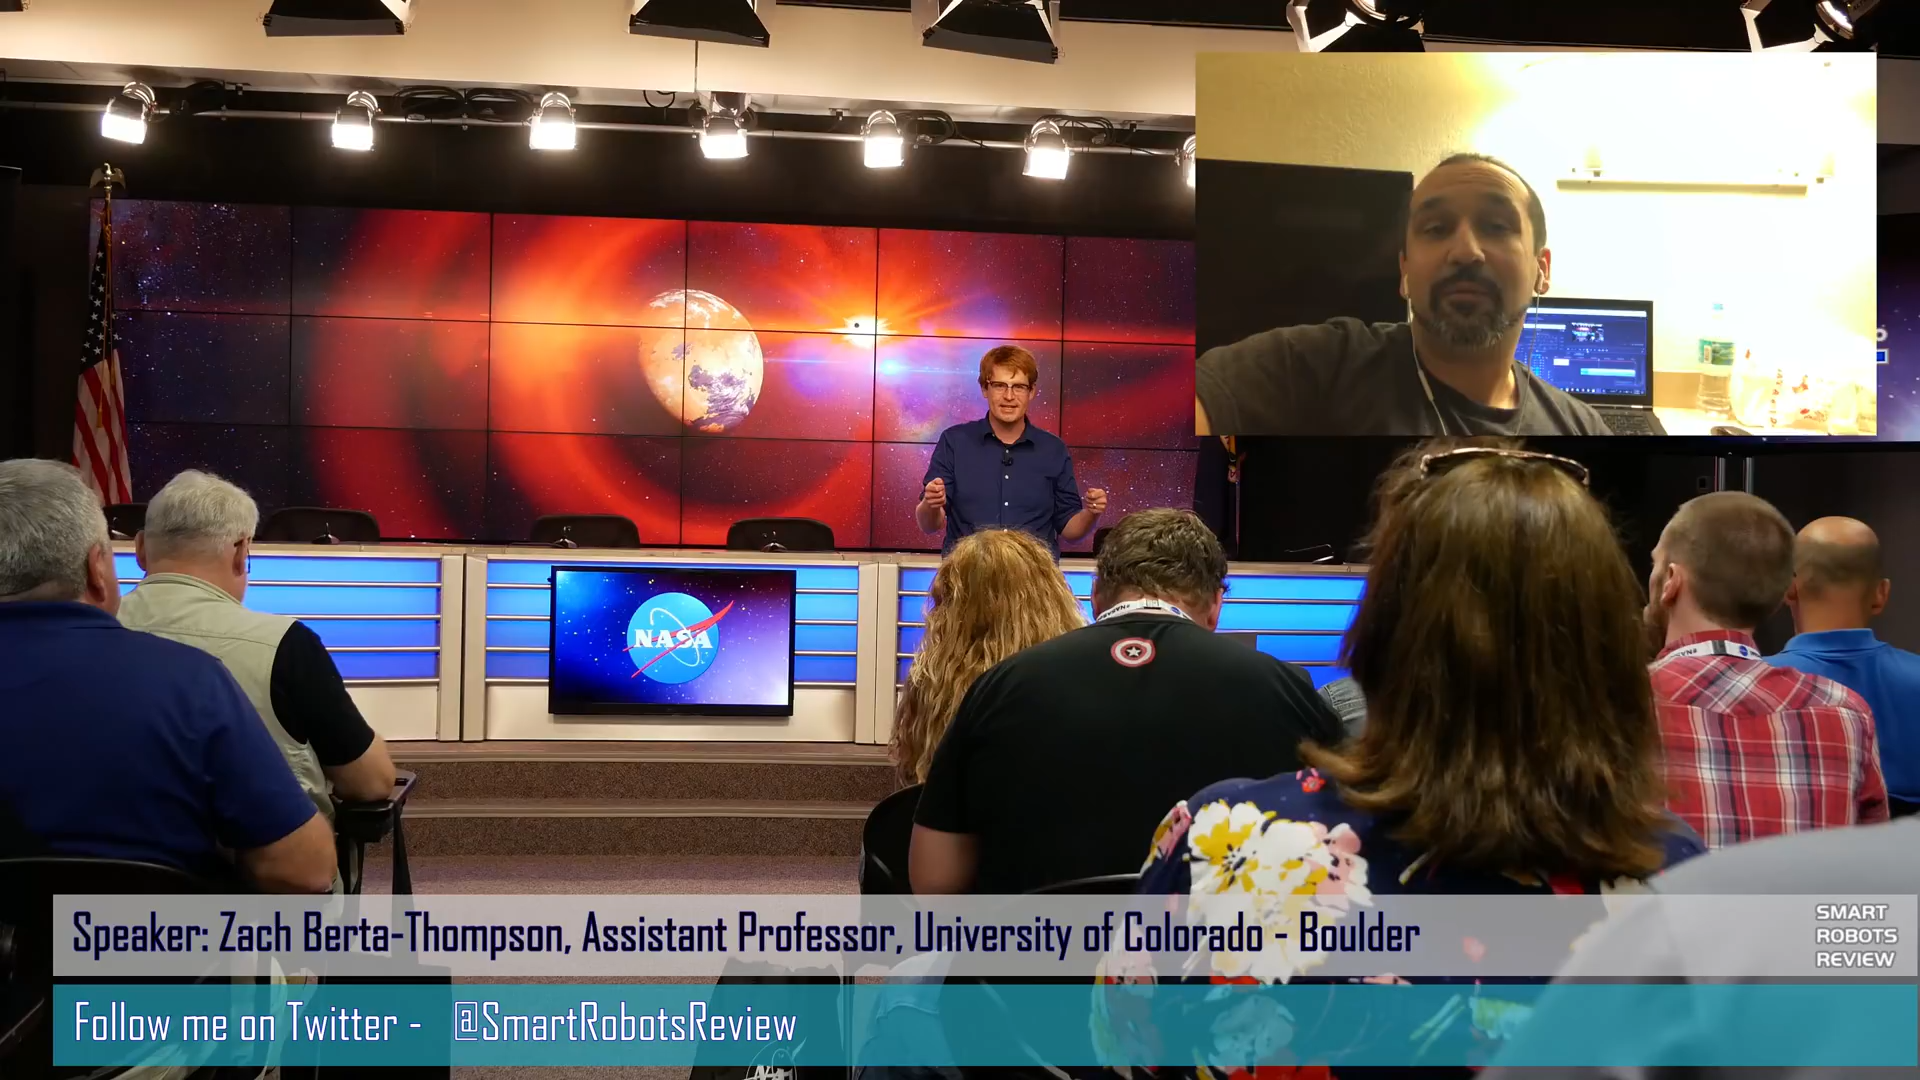 NASA
Speaker: Zach Berta-Thompson, Assistant Professor, University of Colorado - Boulder
SMART
ROBOTS
REVIEW
Follow me on Twitter - @SmartRobotsReview